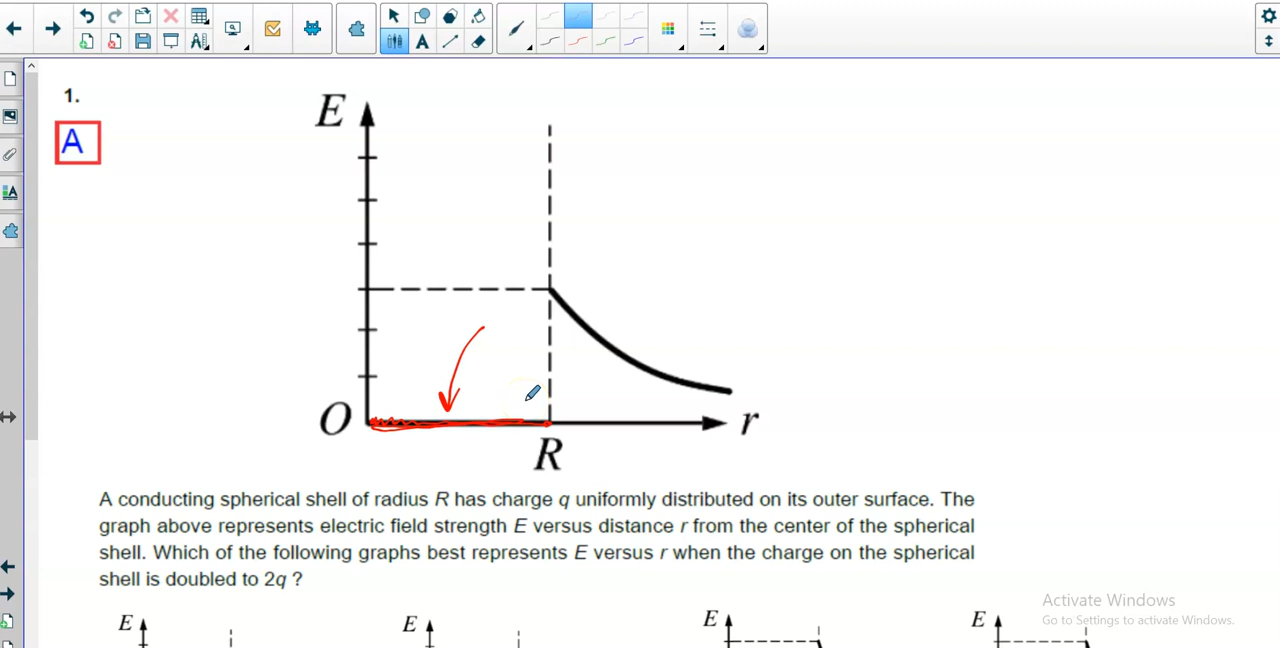 1.
A
E
O
r
R
A conducting spherical shell of radius R has charge q uniformly distributed on its outer surface. The
graph above represents electric field strength E versus distance r from the center of the spherical
shell. Which of the following graphs best represents E versus r when the charge on the spherical
shell is doubled to 2q ?
Activate Windows
Go to Settings to activate Windows.
E
E
E
E